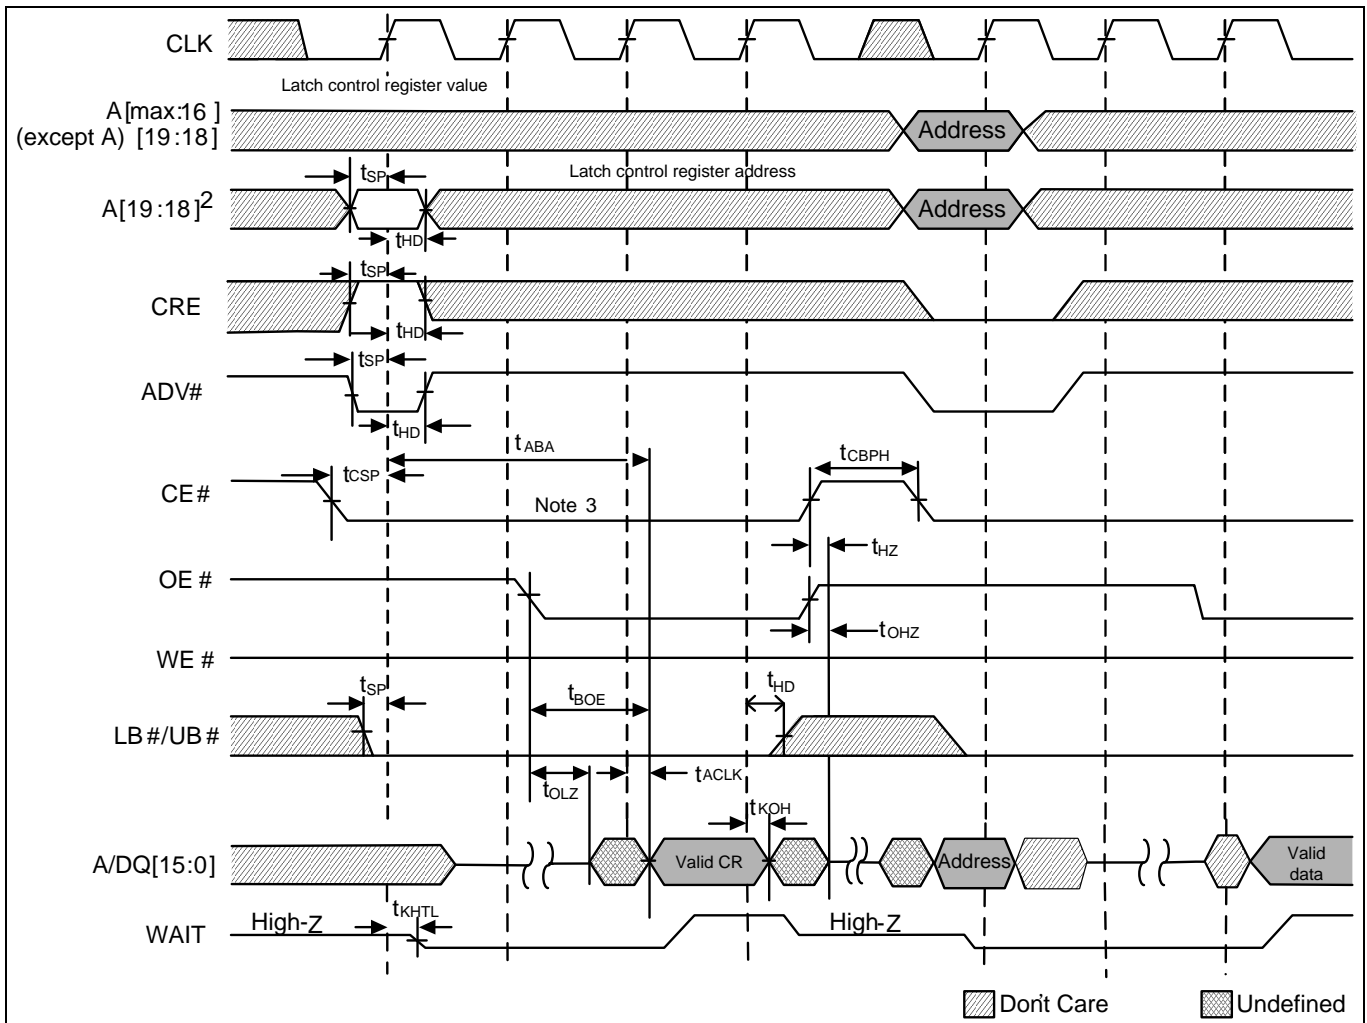 CLK
Latch control register value
A[max:16]
(except A) [19:18]
Address
tSP
Latch control register address
A[19:18]2
Address
tHD
tSP
CRE
tHD
tSP
ADV#
tHD
tABA
tCBPH
tCSP
CE#
Note 3
tHZ
OE #
tOHZ
WE #
tSP
tHD
tBOE
LB #/UB #
tACLK
tOLZ
tKOH
A/DQ[15:0]
Valid CR
Address
Valid
data
tKHTL
High-Z
High-Z
WAIT
Don't Care
Undefined